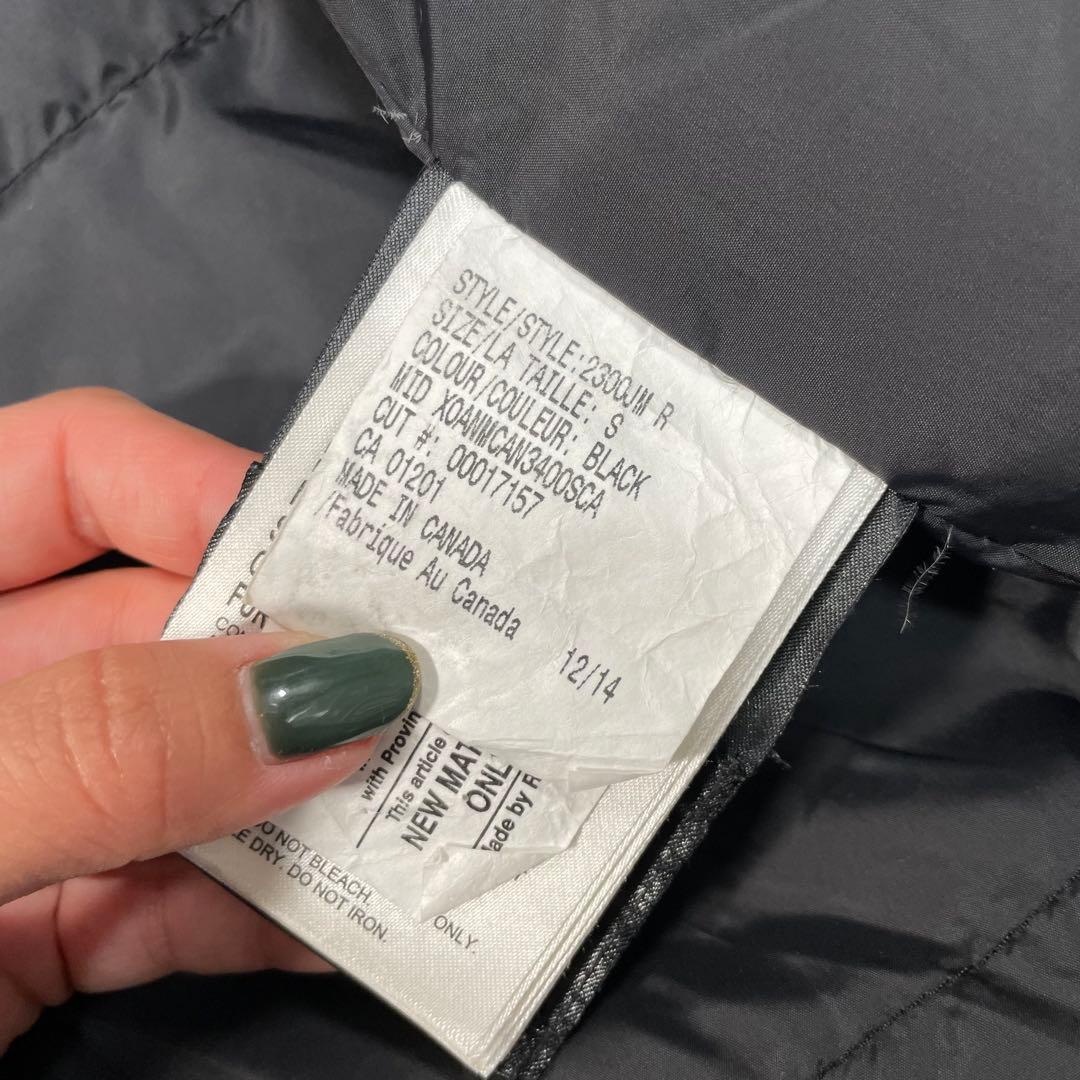 STYLE/STYLE:2300JM R
SIZE/LA TAILLE: S
COLOUR/COULEUR: BLACK
MID XOANMCAN3400SCA
CUT #: 00017157
CA 01201
MADE IN CANADA
/Fabrique Au Canada
12/14
with Provin
This article
NEW MAT
ONL
ade by R
DO NOT BLEACH.
E DRY. DO NOT IRON.
ONLY.